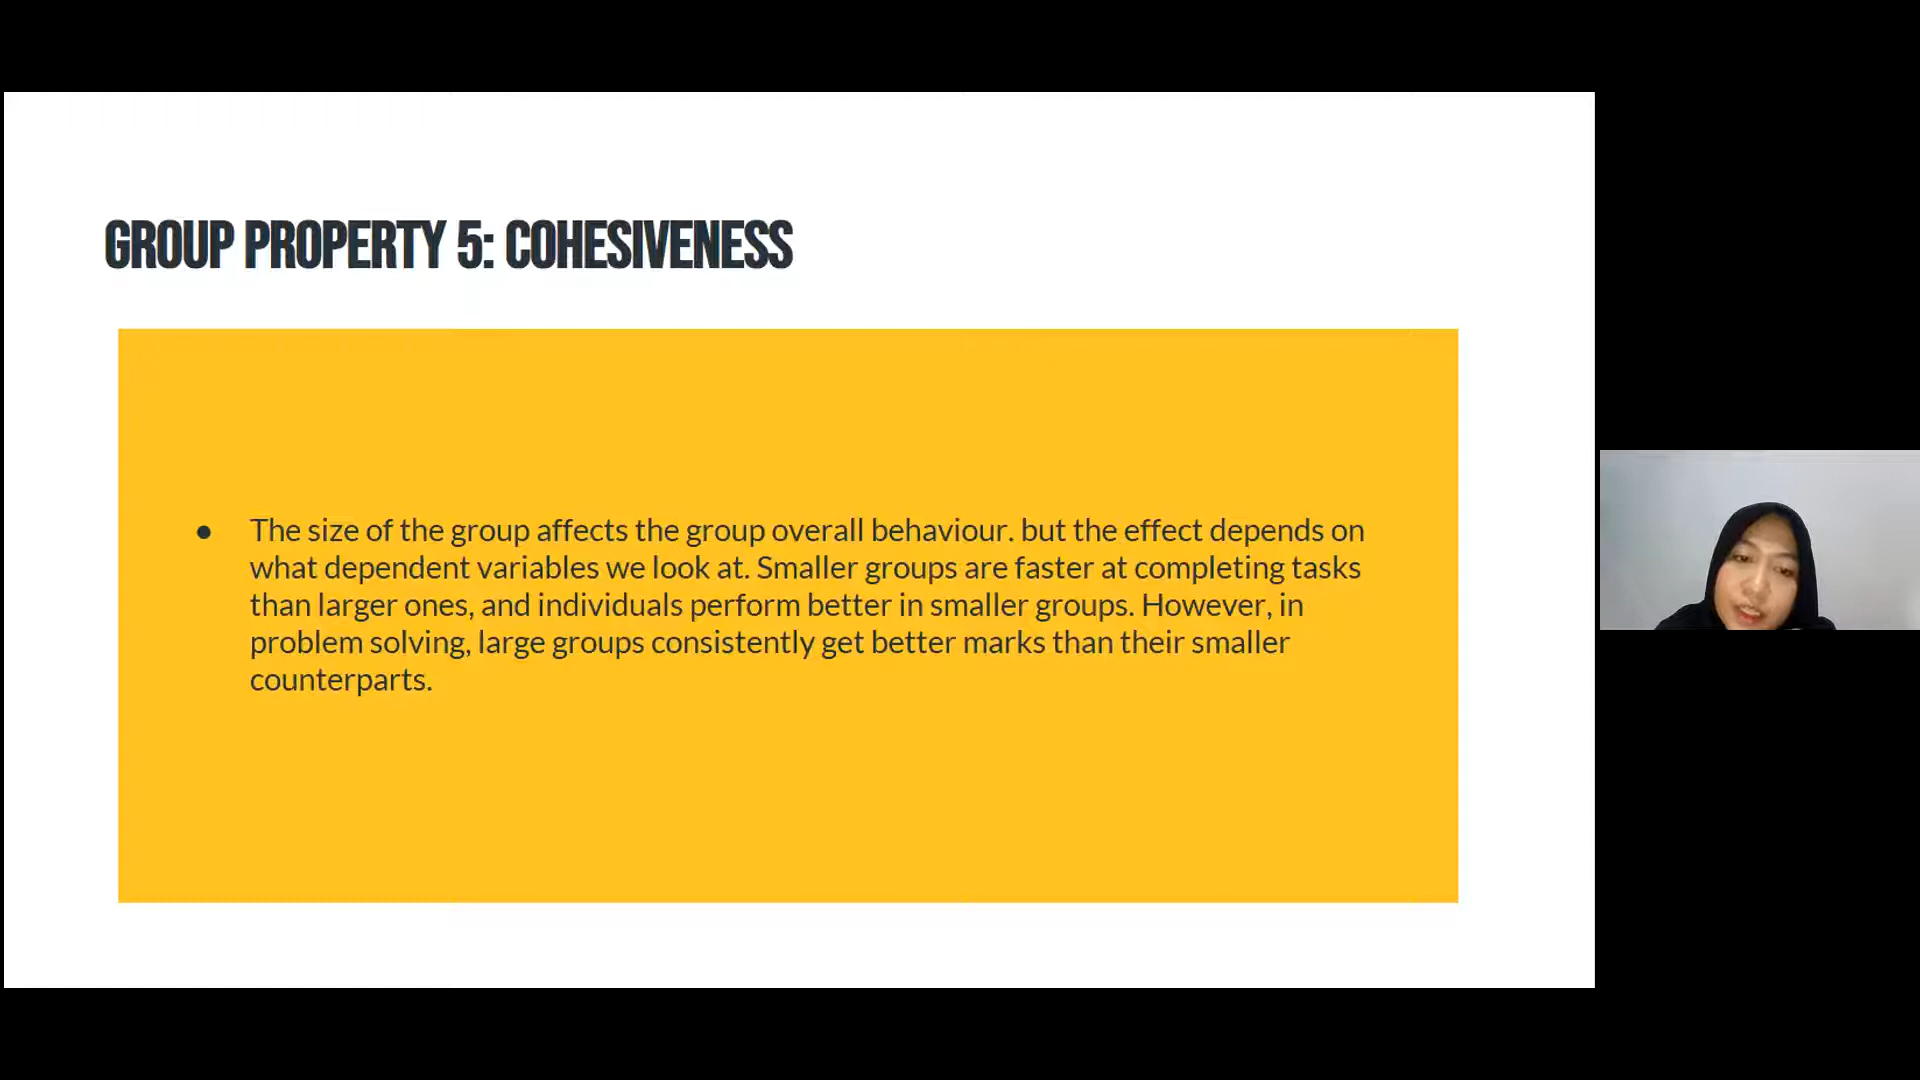 GROUP PROPERTY 5: COHESIVENESS
● The size of the group affects the group overall behaviour. but the effect depends on
what dependent variables we look at. Smaller groups are faster at completing tasks
than larger ones, and individuals perform better in smaller groups. However, in
problem solving, large groups consistently get better marks than their smaller
counterparts.